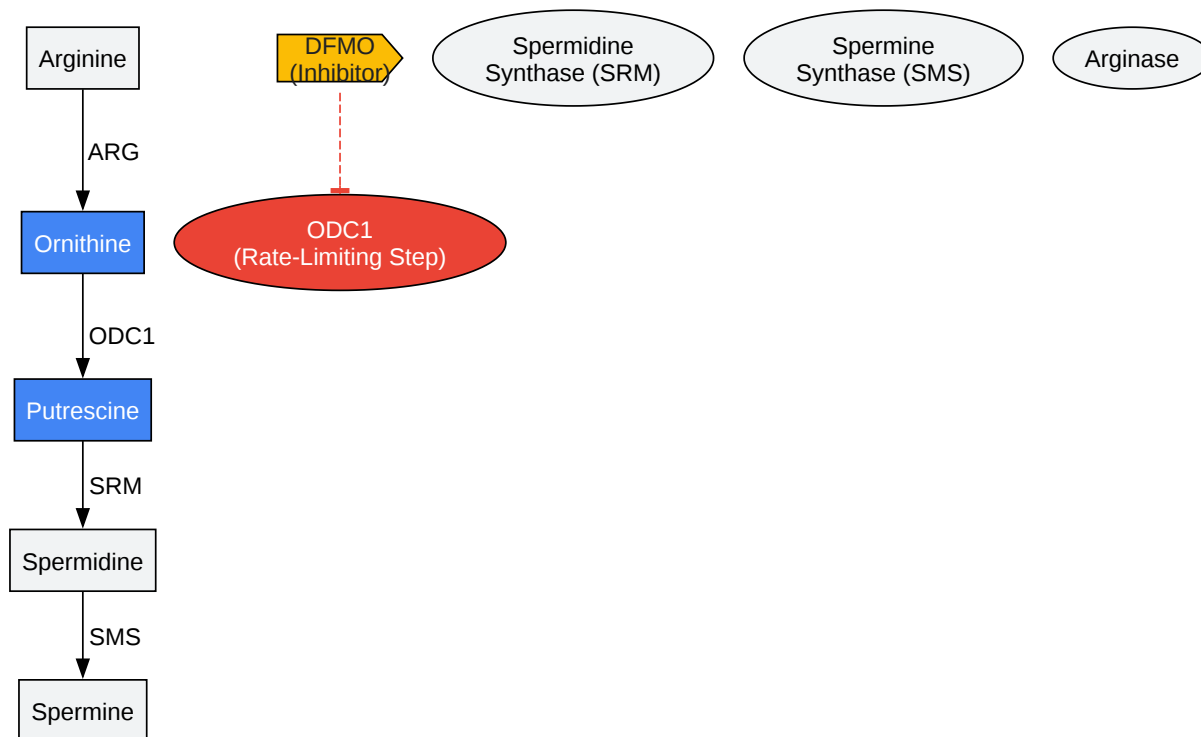 Arginine
DFMO
(Inhibitor)
Spermidine
Synthase (SRM)
Spermine
Synthase (SMS)
Arginase
ARG
Ornithine
ODC1
(Rate-Limiting Step)
ODC1
Putrescine
SRM
Spermidine
SMS
Spermine